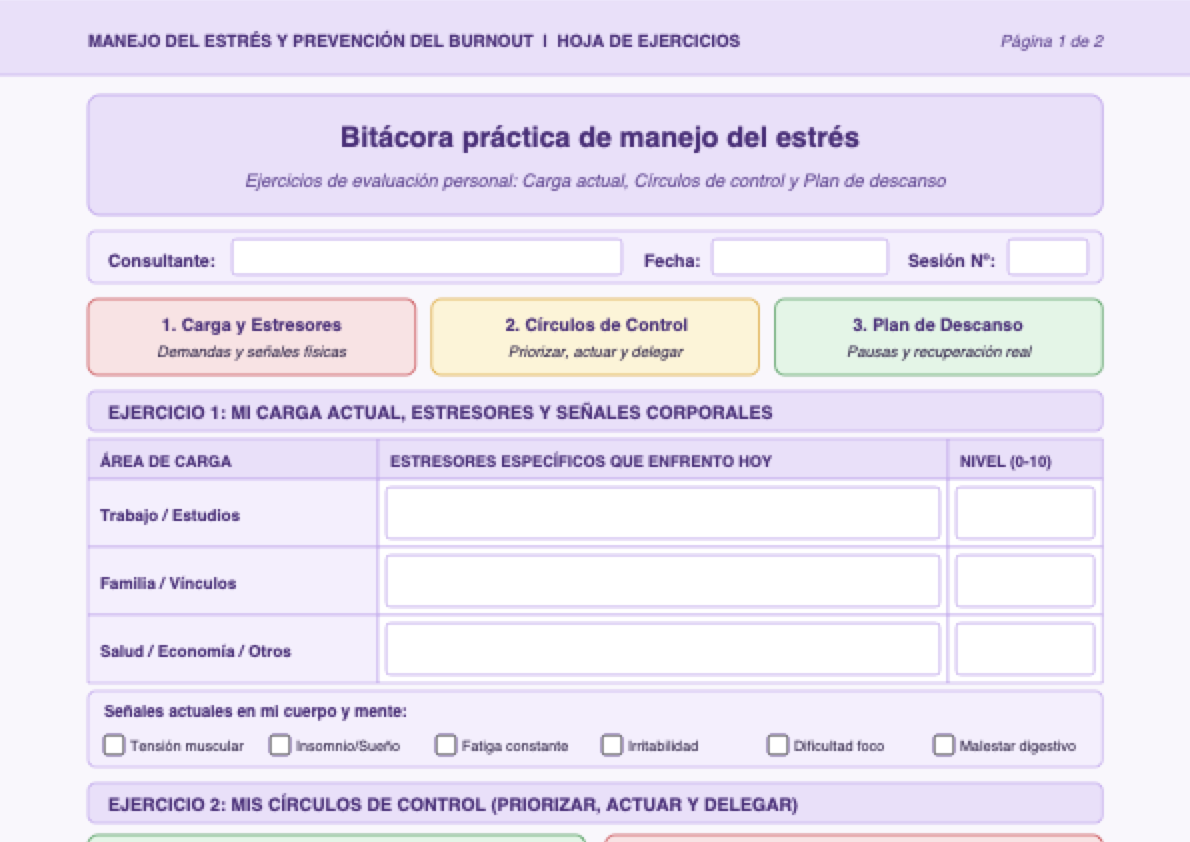 MANEJO DEL ESTRÉS Y PREVENCIÓN DEL BURNOUT | HOJA DE EJERCICIOS
Página 1 de 2
Bitácora práctica de manejo del estrés
Ejercicios de evaluación personal: Carga actual, Círculos de control y Plan de descanso
Consultante: Fecha: Sesión Nº:
1. Carga y Estresores
Demandas y señales físicas
2. Círculos de Control
Priorizar, actuar y delegar
3. Plan de Descanso
Pausas y recuperación real
EJERCICIO 1: MI CARGA ACTUAL, ESTRESORES Y SEÑALES CORPORALES
ÁREA DE CARGA ESTRESORES ESPECÍFICOS QUE ENFRENTO HOY NIVEL (0-10)
Trabajo / Estudios
Familia / Vínculos
Salud / Economía / Otros
Señales actuales en mi cuerpo y mente:
Tensión muscular Insomnio/Sueño Fatiga constante Irritabilidad Dificultad foco Malestar digestivo
EJERCICIO 2: MIS CÍRCULOS DE CONTROL (PRIORIZAR, ACTUAR Y DELEGAR)